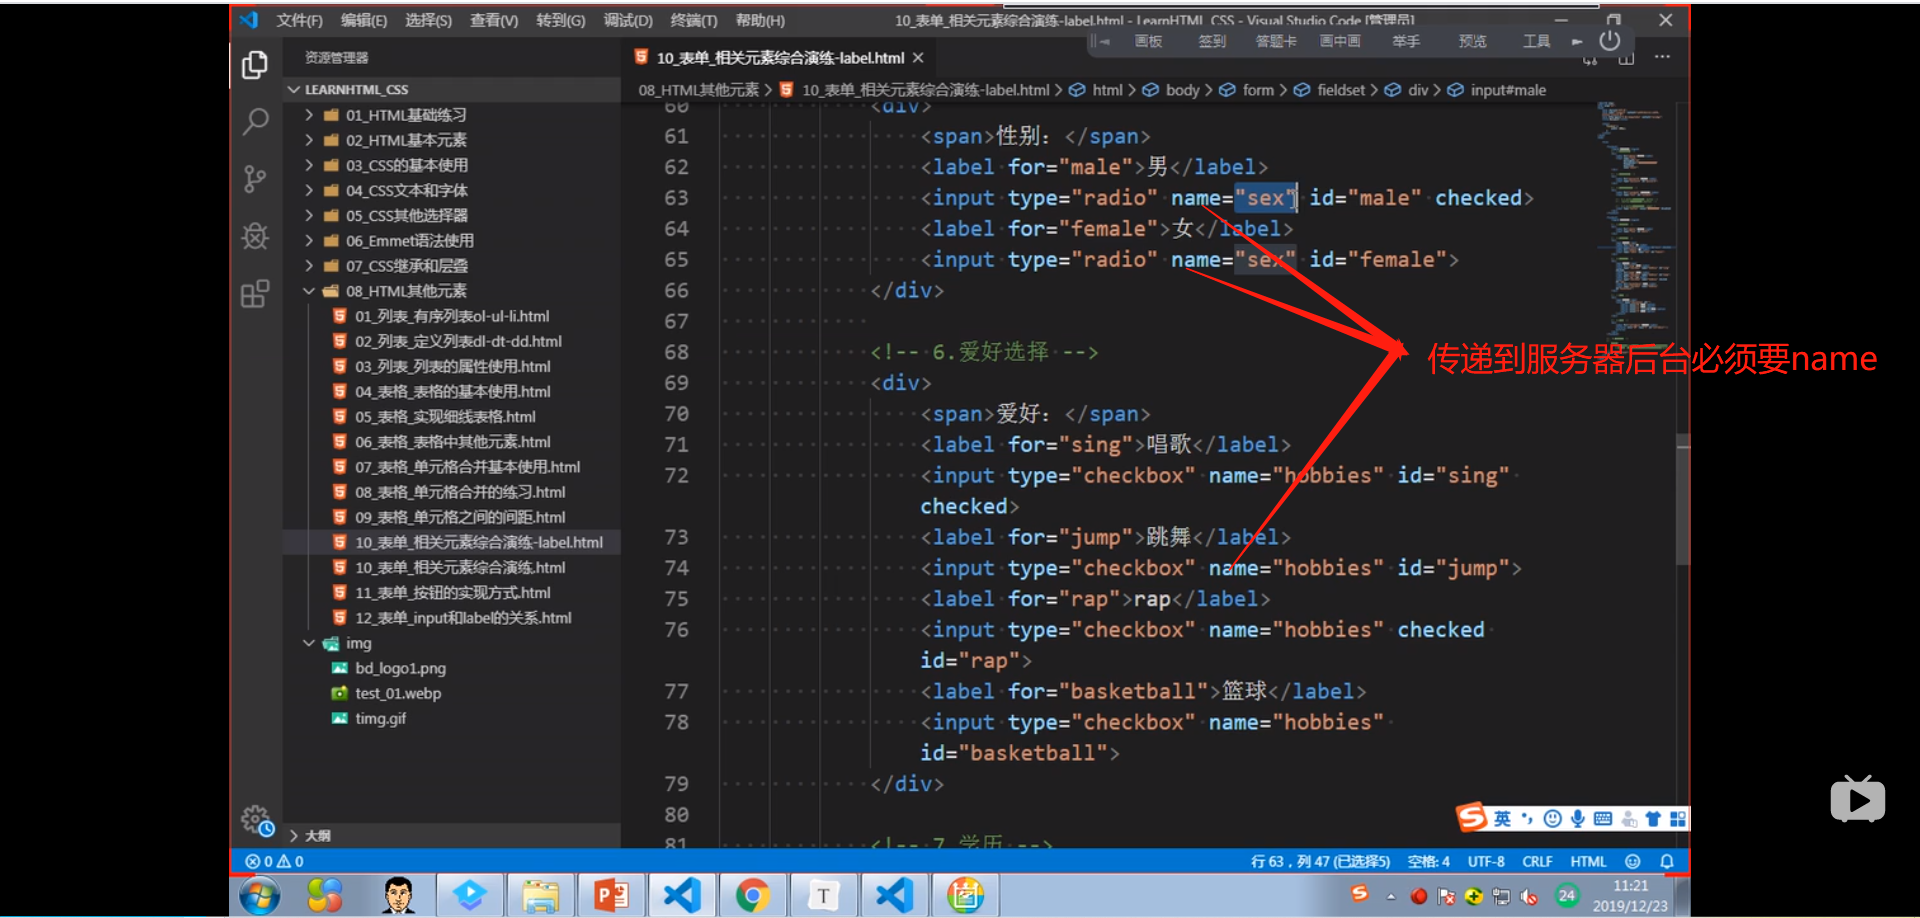 文件(F) 编辑(E) 选择(S) 查看(V) 转到(G) 调试(D) 终端(T) 帮助(H) 10_表单_相关元素综合演练-label.html - LearnHTML_CSS - Visual Studio Code [管理员]
画板 签到 答题卡 画中画 举手 预览 工具
资源管理器
10_表单_相关元素综合演练-label.html
LEARNHTML_CSS
08_HTML其他元素 > 10_表单_相关元素综合演练-label.html > html > body > form > fieldset > div > input#male
01_HTML基础练习
02_HTML基本元素
03_CSS的基本使用
04_CSS文本和字体
05_CSS其他选择器
06_Emmet语法使用
07_CSS继承和层叠
08_HTML其他元素
01_列表_有序列表ol-ul-li.html
02_列表_定义列表dl-dt-dd.html
03_列表_列表的属性使用.html
04_表格_表格的基本使用.html
05_表格_实现细线表格.html
06_表格_表格中其他元素.html
07_表格_单元格合并基本使用.html
08_表格_单元格合并的练习.html
09_表格_单元格之间的间距.html
10_表单_相关元素综合演练-label.html
10_表单_相关元素综合演练.html
11_表单_按钮的实现方式.html
12_表单_input和label的关系.html
img
bd_logo1.png
test_01.webp
timg.gif
大纲
60 <div>
61 <span>性别：</span>
62 <label for="male">男</label>
63 <input type="radio" name="sex" id="male" checked>
64 <label for="female">女</label>
65 <input type="radio" name="sex" id="female">
66 </div>
67
68 <!-- 6.爱好选择 -->
69 <div>
70 <span>爱好：</span>
71 <label for="sing">唱歌</label>
72 <input type="checkbox" name="hobbies" id="sing"
checked>
73 <label for="jump">跳舞</label>
74 <input type="checkbox" name="hobbies" id="jump">
75 <label for="rap">rap</label>
76 <input type="checkbox" name="hobbies" checked
id="rap">
77 <label for="basketball">篮球</label>
78 <input type="checkbox" name="hobbies"
id="basketball">
79 </div>
80
81 <!-- 7.学历 -->
传递到服务器后台必须要name
英
0 0 行 63，列 47 (已选择5) 空格: 4 UTF-8 CRLF HTML
T
24
11:21
2019/12/23